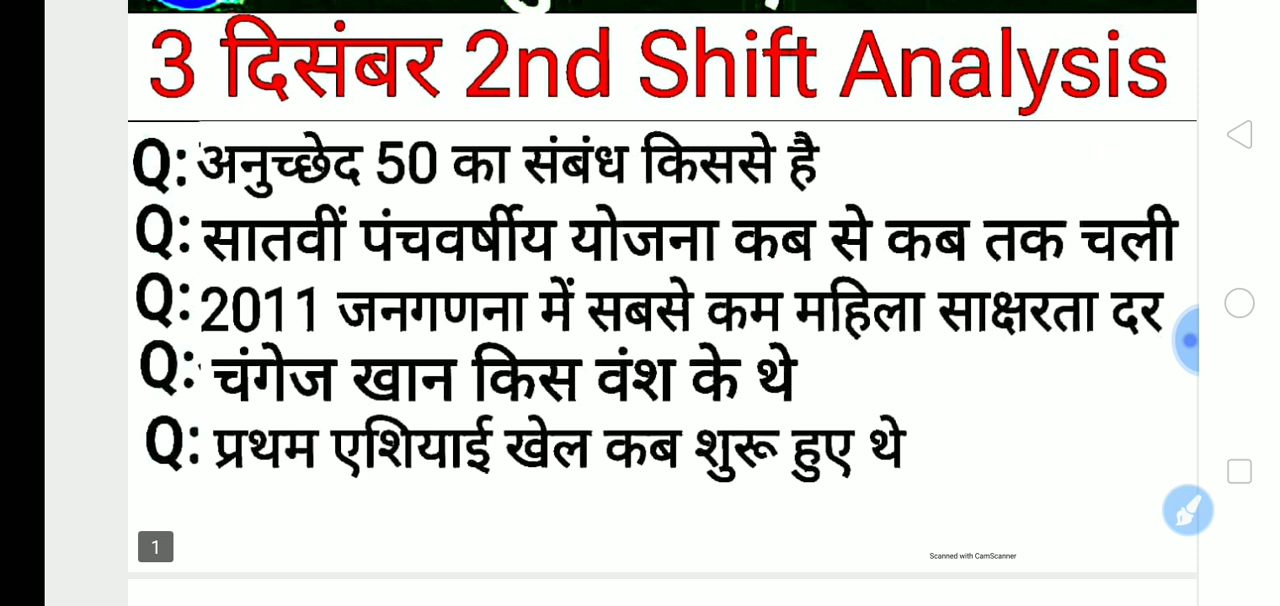 3 दिसंबर 2nd Shift Analysis
Q: अनुच्छेद 50 का संबंध किससे है
Q: सातवीं पंचवर्षीय योजना कब से कब तक चली
Q: 2011 जनगणना में सबसे कम महिला साक्षरता दर
Q: चंगेज खान किस वंश के थे
Q: प्रथम एशियाई खेल कब शुरू हुए थे
1
Scanned with CamScanner